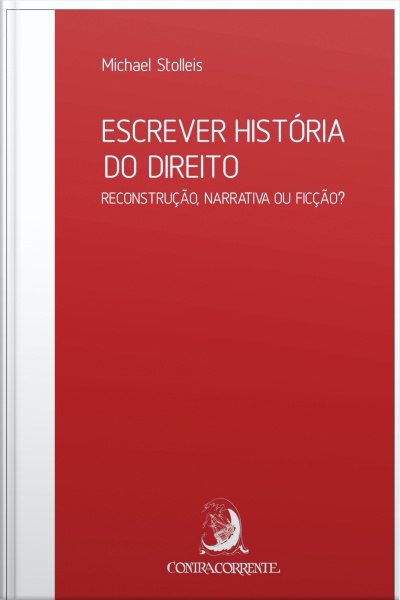 Michael Stolleis
ESCREVER HISTÓRIA
DO DIREITO
RECONSTRUÇÃO, NARRATIVA OU FICÇÃO?
CONTRACORRENTE